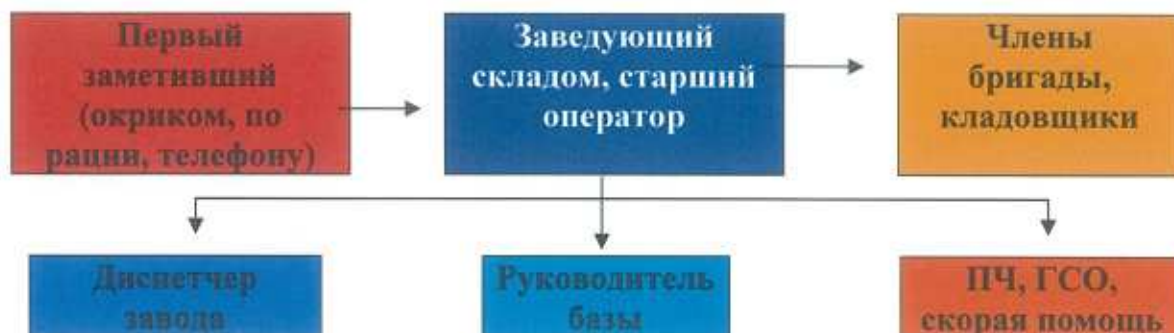 Первый
заметивший
(окриком, по
рации, телефону)
Заведующий
складом, старший
оператор
Члены
бригады,
кладовщики
Диспетчер
завода
Руководитель
базы
ПЧ, ГСО,
скорая помощь